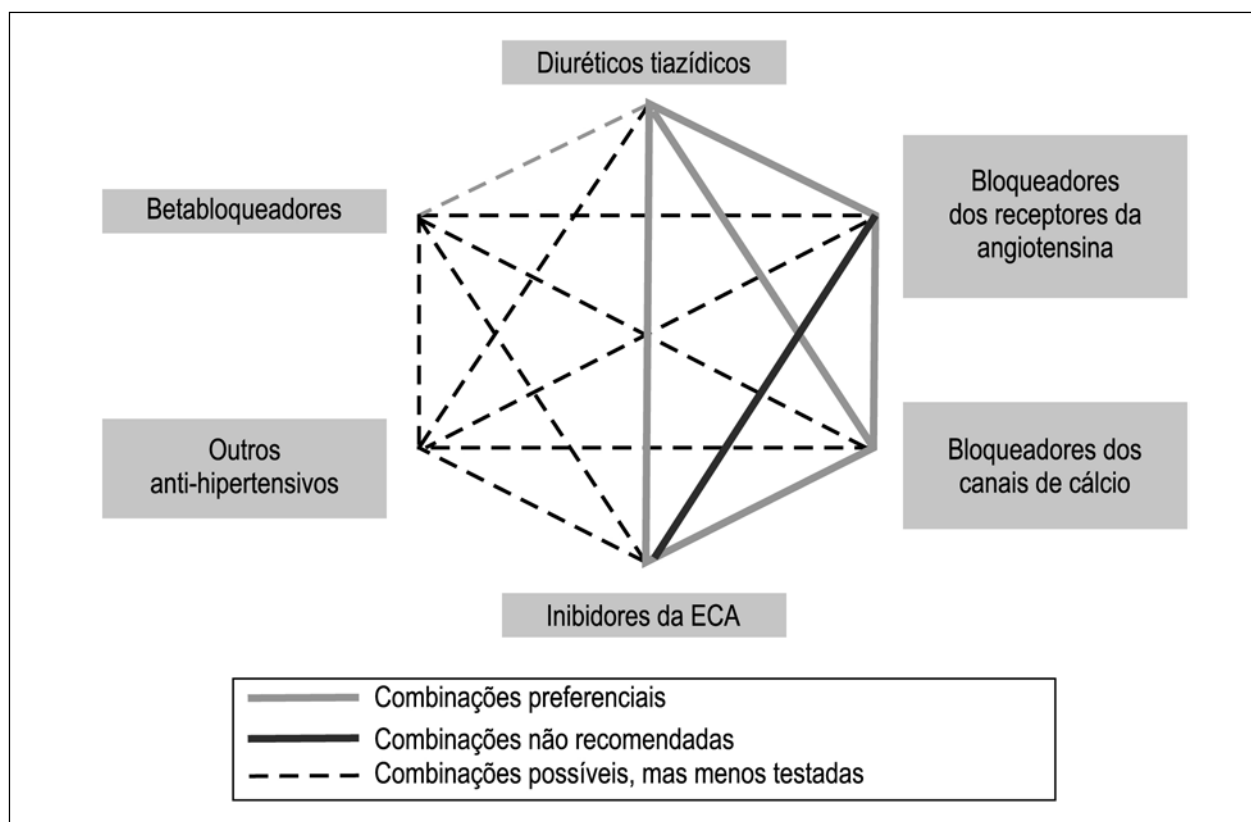 Diuréticos tiazídicos
Betabloqueadores
Bloqueadores
dos receptores da
angiotensina
Outros
anti-hipertensivos
Bloqueadores dos
canais de cálcio
Inibidores da ECA
Combinações preferenciais
Combinações não recomendadas
Combinações possíveis, mas menos testadas